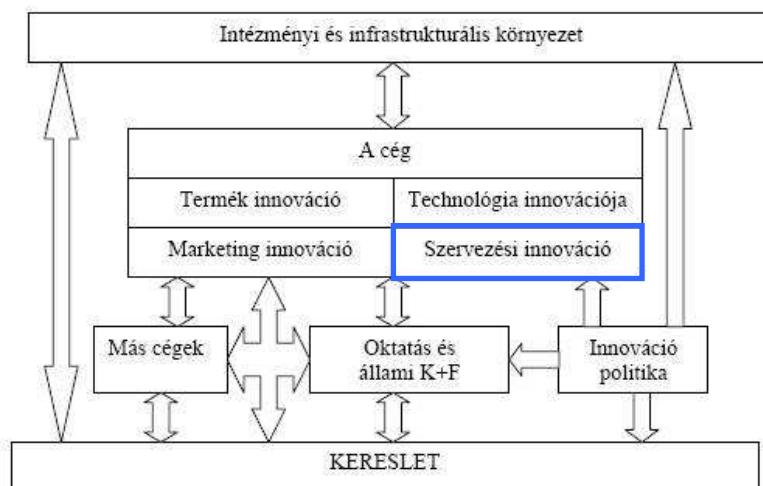 Intézményi és infrastrukturális környezet
A cég
Termék innováció
Technológia innovációja
Marketing innováció
Szervezési innováció
Más cégek
Oktatás és
állami K+F
Innováció
politika
KERESLET